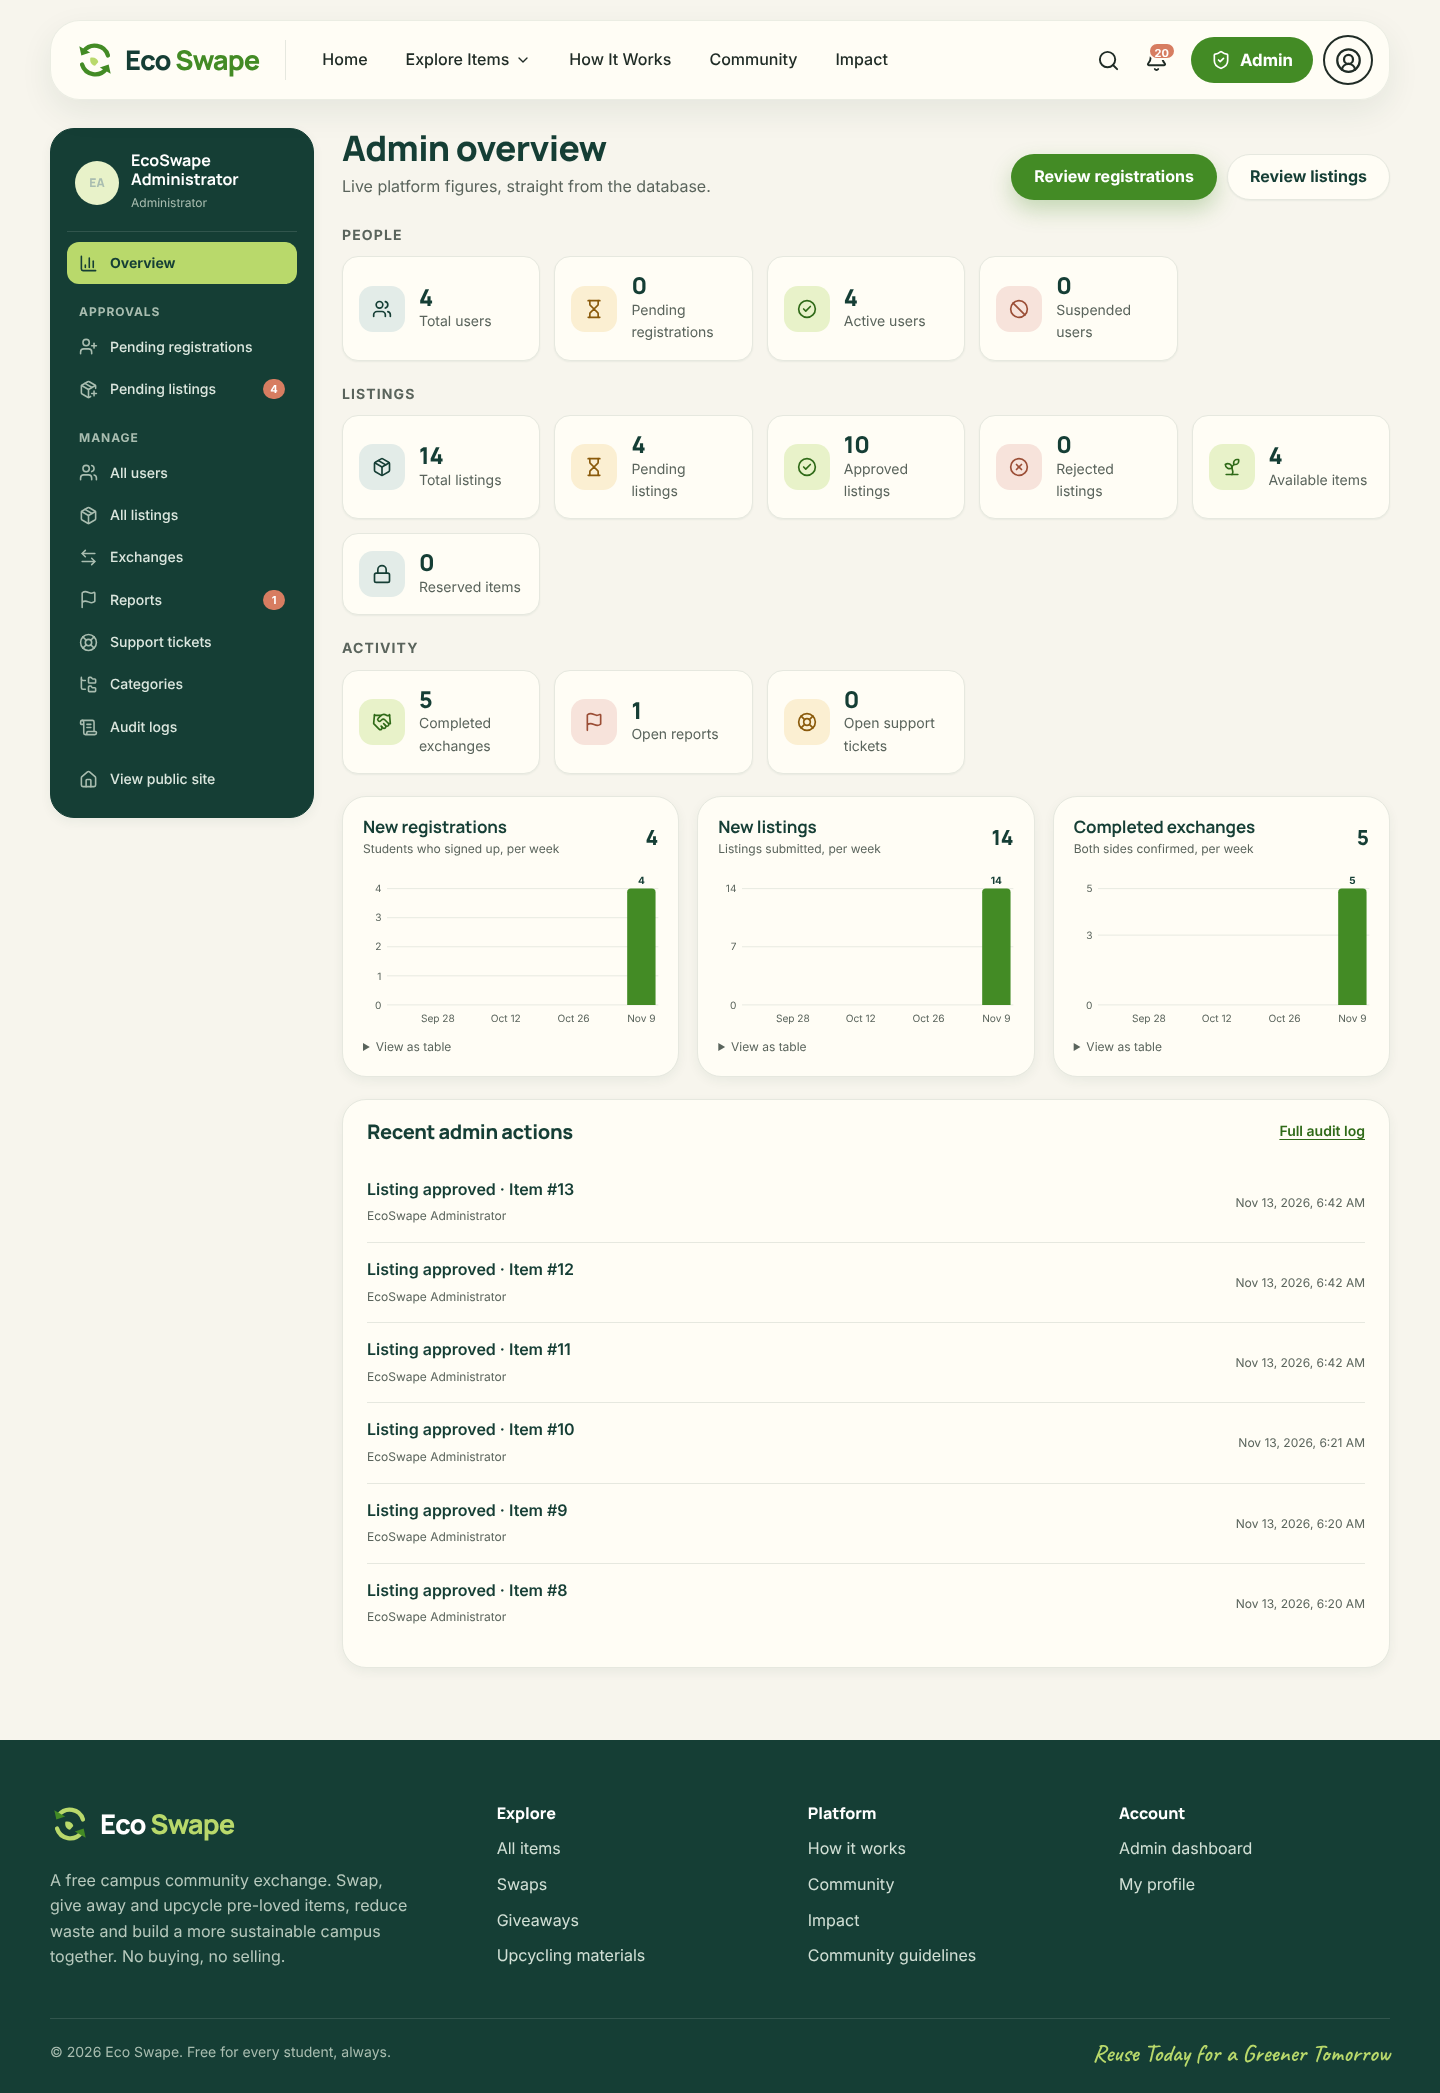 Eco Swape
Home
Explore Items
How It Works
Community
Impact
20
Admin
EA
EcoSwape
Administrator
Administrator
Overview
APPROVALS
Pending registrations
Pending listings
4
MANAGE
All users
All listings
Exchanges
Reports
1
Support tickets
Categories
Audit logs
View public site
Admin overview
Live platform figures, straight from the database.
Review registrations
Review listings
PEOPLE
4
Total users
0
Pending
registrations
4
Active users
0
Suspended
users
LISTINGS
14
Total listings
4
Pending
listings
10
Approved
listings
0
Rejected
listings
4
Available items
0
Reserved items
ACTIVITY
5
Completed
exchanges
1
Open reports
0
Open support
tickets
New registrations
Students who signed up, per week
4
4
4
3
2
1
0
Sep 28
Oct 12
Oct 26
Nov 9
View as table
New listings
Listings submitted, per week
14
14
14
7
0
Sep 28
Oct 12
Oct 26
Nov 9
View as table
Completed exchanges
Both sides confirmed, per week
5
5
5
3
0
Sep 28
Oct 12
Oct 26
Nov 9
View as table
Recent admin actions
Full audit log
Listing approved · Item #13
EcoSwape Administrator
Nov 13, 2026, 6:42 AM
Listing approved · Item #12
EcoSwape Administrator
Nov 13, 2026, 6:42 AM
Listing approved · Item #11
EcoSwape Administrator
Nov 13, 2026, 6:42 AM
Listing approved · Item #10
EcoSwape Administrator
Nov 13, 2026, 6:21 AM
Listing approved · Item #9
EcoSwape Administrator
Nov 13, 2026, 6:20 AM
Listing approved · Item #8
EcoSwape Administrator
Nov 13, 2026, 6:20 AM
Eco Swape
A free campus community exchange. Swap,
give away and upcycle pre-loved items, reduce
waste and build a more sustainable campus
together. No buying, no selling.
Explore
All items
Swaps
Giveaways
Upcycling materials
Platform
How it works
Community
Impact
Community guidelines
Account
Admin dashboard
My profile
© 2026 Eco Swape. Free for every student, always.
Reuse Today for a Greener Tomorrow